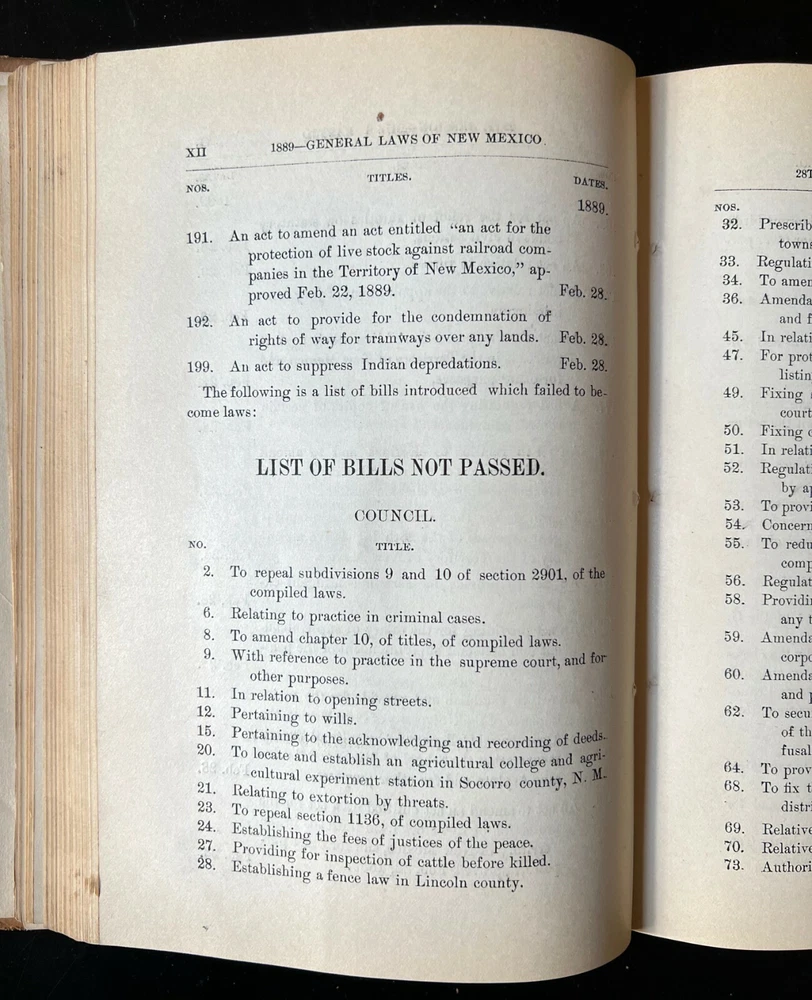 XII
1889—GENERAL LAWS OF NEW MEXICO
NOS. TITLES. DATES.
1889.
191. An act to amend an act entitled "an act for the
protection of live stock against railroad com-
panies in the Territory of New Mexico," ap-
proved Feb. 22, 1889. Feb. 28.
192. An act to provide for the condemnation of
rights of way for tramways over any lands. Feb. 28.
199. An act to suppress Indian depredations. Feb. 28.
The following is a list of bills introduced which failed to be-
come laws:
LIST OF BILLS NOT PASSED.
COUNCIL.
NO. TITLE.
2. To repeal subdivisions 9 and 10 of section 2901, of the
compiled laws.
6. Relating to practice in criminal cases.
8. To amend chapter 10, of titles, of compiled laws.
9. With reference to practice in the supreme court, and for
other purposes.
11. In relation to opening streets.
12. Pertaining to wills.
15. Pertaining to the acknowledging and recording of deeds.
20. To locate and establish an agricultural college and agri-
cultural experiment station in Socorro county, N. M.
21. Relating to extortion by threats.
23. To repeal section 1136, of compiled laws.
24. Establishing the fees of justices of the peace.
27. Providing for inspection of cattle before killed.
28. Establishing a fence law in Lincoln county.
28T
NOS.
32. Prescrib
towns
33. Regulati
34. To amen
36. Amenda
and f
45. In relati
47. For prot
listin
49. Fixing
court
50. Fixing
51. In relati
52. Regulat
by ap
53. To provi
54. Concern
55. To redu
comp
56. Regulat
58. Providin
any t
59. Amenda
corpo
60. Amenda
and p
62. To secu
of th
fusal
64. To prov
68. To fix t
distri
69. Relative
70. Relative
73. Authori